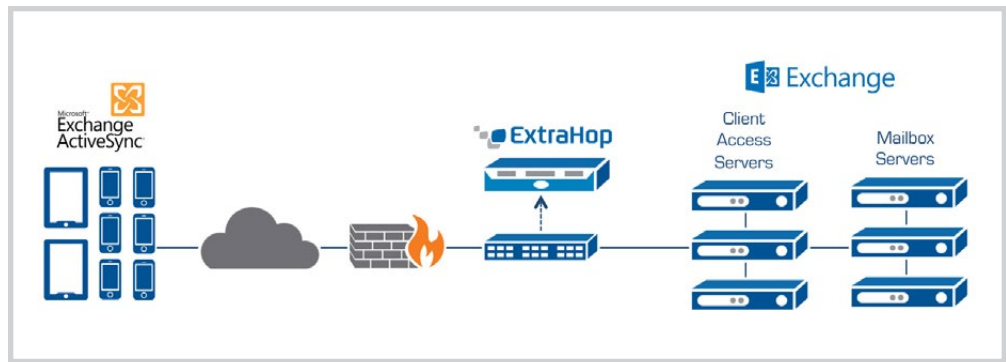 Microsoft®
Exchange
ActiveSync
ExtraHop
E Exchange
Client
Access
Servers
Mailbox
Servers